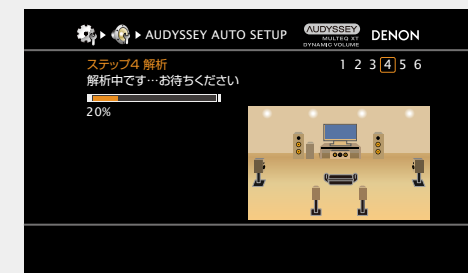 AUDYSSEY AUTO SETUP
AUDYSSEY
MULTEQ XT
DYNAMIC VOLUME
DENON
ステップ4 解析
1 2 3 4 5 6
解析中です…お待ちください
20%